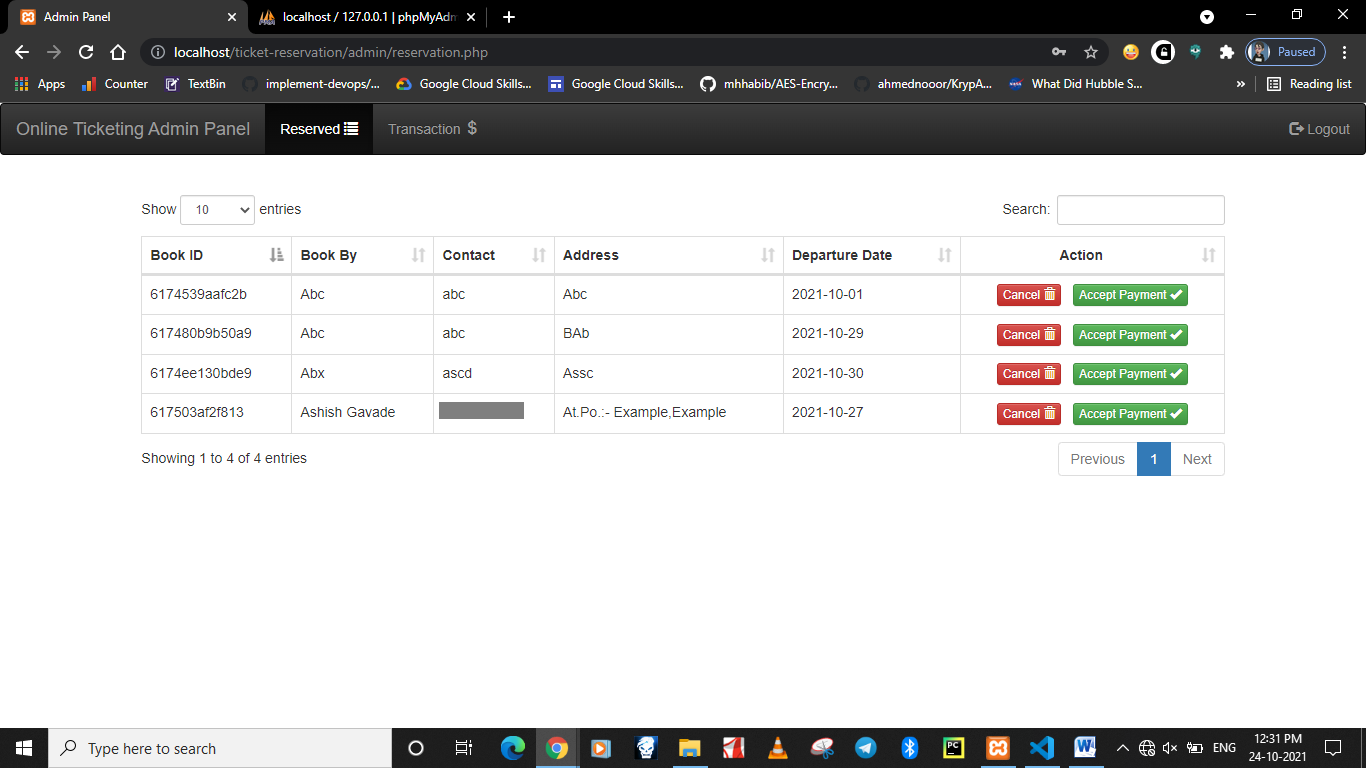 Admin Panel
localhost / 127.0.0.1 | phpMyAdm
localhost/ticket-reservation/admin/reservation.php
Paused
Apps
Counter
TextBin
implement-devops/...
Google Cloud Skills...
Google Cloud Skills...
mhhabib/AES-Encry...
ahmednooor/KrypA...
What Did Hubble S...
»
Reading list
Online Ticketing Admin Panel
Reserved
Transaction $
Logout
Show 10 entries
Search:
Book ID Book By Contact Address Departure Date Action
6174539aafc2b Abc abc Abc 2021-10-01 Cancel Accept Payment
617480b9b50a9 Abc abc BAb 2021-10-29 Cancel Accept Payment
6174ee130bde9 Abx ascd Assc 2021-10-30 Cancel Accept Payment
617503af2f813 Ashish Gavade At.Po.:- Example,Example 2021-10-27 Cancel Accept Payment
Showing 1 to 4 of 4 entries
Previous 1 Next
Type here to search
PC
W
ENG
12:31 PM
24-10-2021